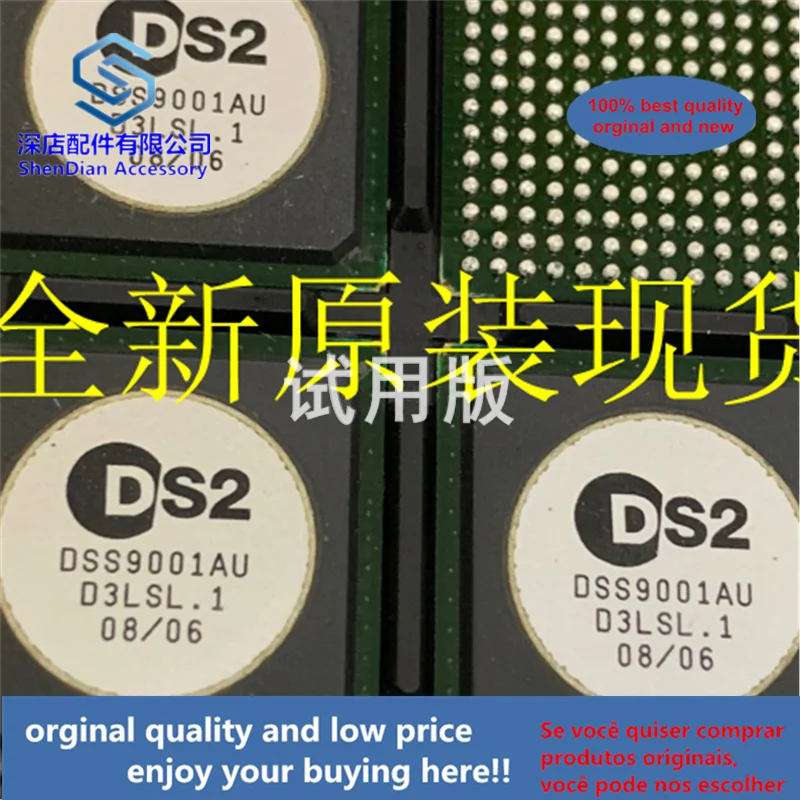 DS2
DSS9001AU
D3LSL.1
08/06
深店配件有限公司
ShenDian Accessory
100% best quality
orginal and new
全新原装现货
试用版
DS2
DSS9001AU
D3LSL.1
08/06
DS2
DSS9001AU
D3LSL.1
08/06
orginal quality and low price
enjoy your buying here!!
Se você quiser comprar
produtos originais,
você pode nos escolher